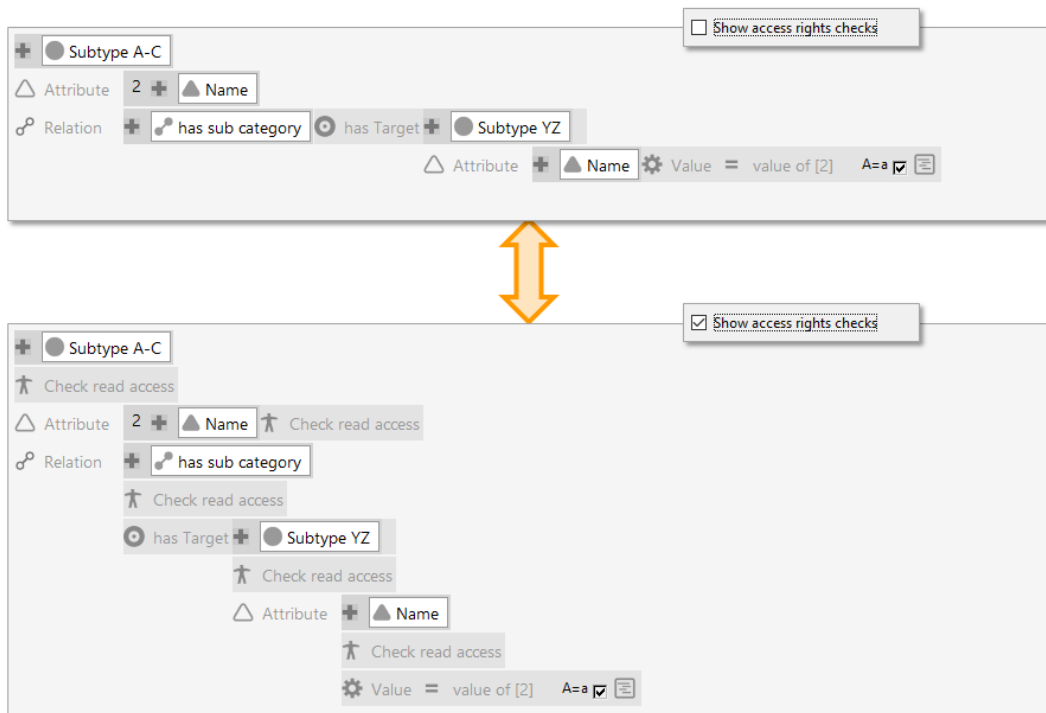 Show access rights checks
Subtype A-C
Attribute 2 Name
Relation has sub category has Target Subtype YZ
Attribute Name Value = value of [2] A=a
Show access rights checks
Subtype A-C
Check read access
Attribute 2 Name Check read access
Relation has sub category
Check read access
has Target Subtype YZ
Check read access
Attribute Name
Check read access
Value = value of [2] A=a